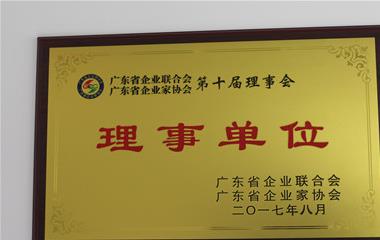 广东省企业联合会
广东省企业家协会 第十届理事会
理事单位
广东省企业联合会
广东省企业家协会
二〇一七年八月